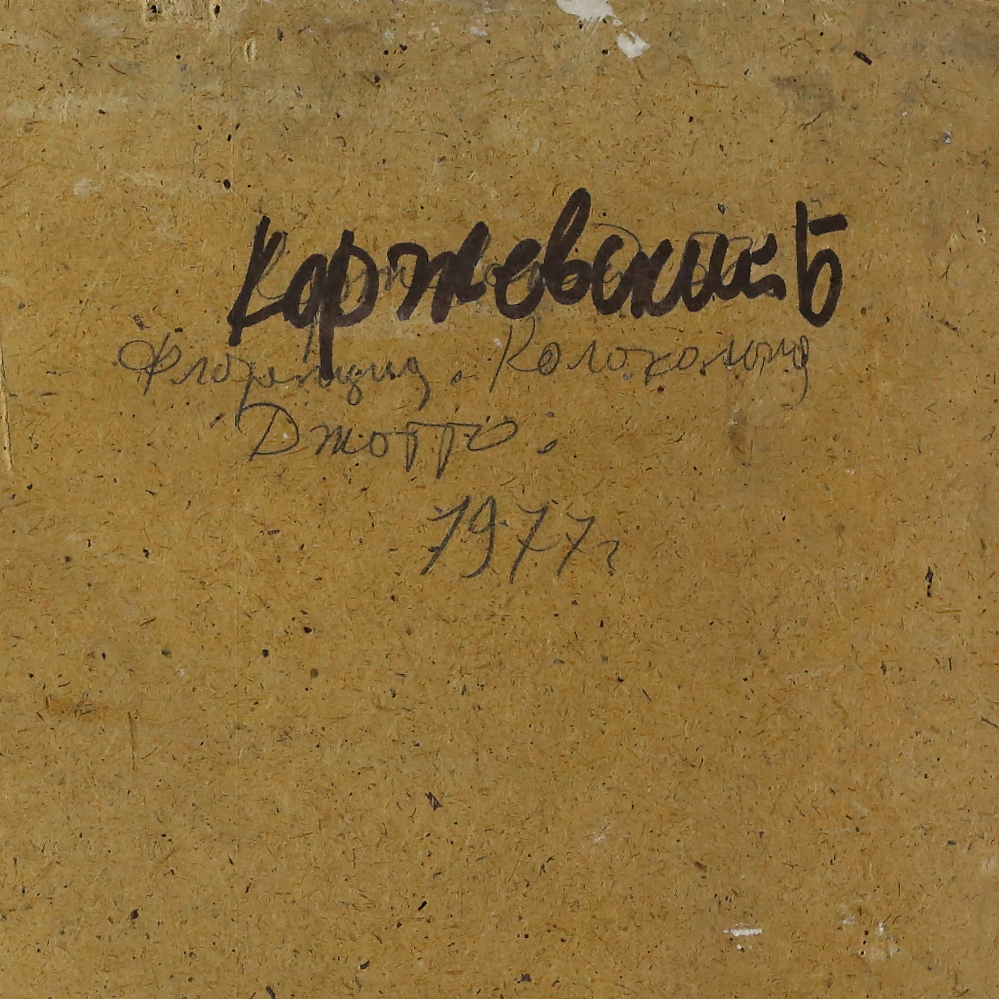 Коржевский Б
Флоренция. Колокольня
Джотто.
1977г